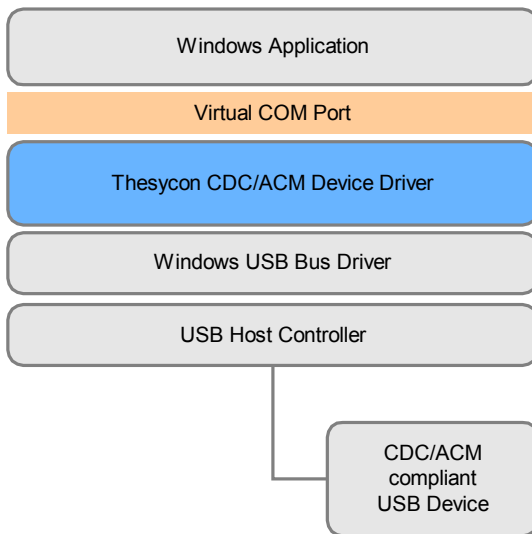 Windows Application
Virtual COM Port
Thesycon CDC/ACM Device Driver
Windows USB Bus Driver
USB Host Controller
CDC/ACM
compliant
USB Device